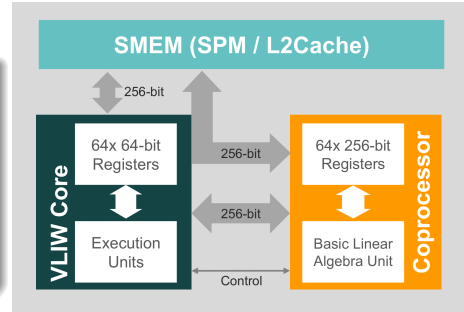 SMEM (SPM / L2Cache)
256-bit
VLIW Core
64x 64-bit
Registers
Execution
Units
256-bit
256-bit
Control
64x 256-bit
Registers
Basic Linear
Algebra Unit
Coprocessor